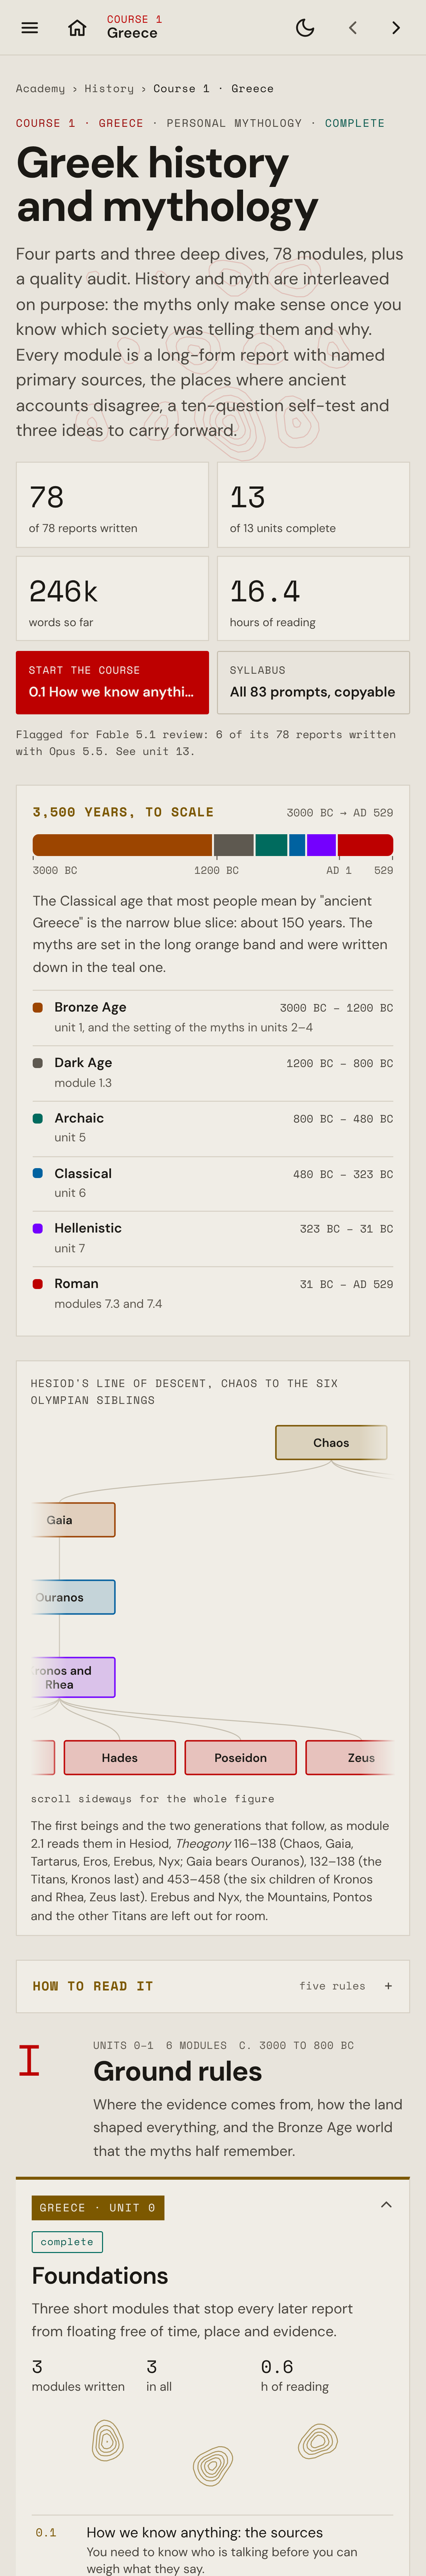 COURSE 1
Greece
Academy › History › Course 1 · Greece
COURSE 1 · GREECE · PERSONAL MYTHOLOGY · COMPLETE
Greek history
and mythology
Four parts and three deep dives, 78 modules, plus
a quality audit. History and myth are interleaved
on purpose: the myths only make sense once you
know which society was telling them and why.
Every module is a long-form report with named
primary sources, the places where ancient
accounts disagree, a ten-question self-test and
three ideas to carry forward.
78
of 78 reports written
13
of 13 units complete
246k
words so far
16.4
hours of reading
START THE COURSE
0.1 How we know anythi…
SYLLABUS
All 83 prompts, copyable
Flagged for Fable 5.1 review: 6 of its 78 reports written
with Opus 5.5. See unit 13.
3,500 YEARS, TO SCALE
3000 BC → AD 529
3000 BC
1200 BC
AD 1
529
The Classical age that most people mean by "ancient
Greece" is the narrow blue slice: about 150 years. The
myths are set in the long orange band and were written
down in the teal one.
Bronze Age
3000 BC – 1200 BC
unit 1, and the setting of the myths in units 2–4
Dark Age
1200 BC – 800 BC
module 1.3
Archaic
800 BC – 480 BC
unit 5
Classical
480 BC – 323 BC
unit 6
Hellenistic
323 BC – 31 BC
unit 7
Roman
31 BC – AD 529
modules 7.3 and 7.4
HESIOD'S LINE OF DESCENT, CHAOS TO THE SIX
OLYMPIAN SIBLINGS
Chaos
Gaia
Ouranos
ronos and
Rhea
Hades
Poseidon
Zeus
scroll sideways for the whole figure
The first beings and the two generations that follow, as module
2.1 reads them in Hesiod, Theogony 116–138 (Chaos, Gaia,
Tartarus, Eros, Erebus, Nyx; Gaia bears Ouranos), 132–138 (the
Titans, Kronos last) and 453–458 (the six children of Kronos
and Rhea, Zeus last). Erebus and Nyx, the Mountains, Pontos
and the other Titans are left out for room.
HOW TO READ IT
five rules +
I
UNITS 0–1 6 MODULES C. 3000 TO 800 BC
Ground rules
Where the evidence comes from, how the land
shaped everything, and the Bronze Age world
that the myths half remember.
GREECE · UNIT 0
complete
Foundations
Three short modules that stop every later report
from floating free of time, place and evidence.
3
modules written
3
in all
0.6
h of reading
0.1
How we know anything: the sources
You need to know who is talking before you can
weigh what they say.